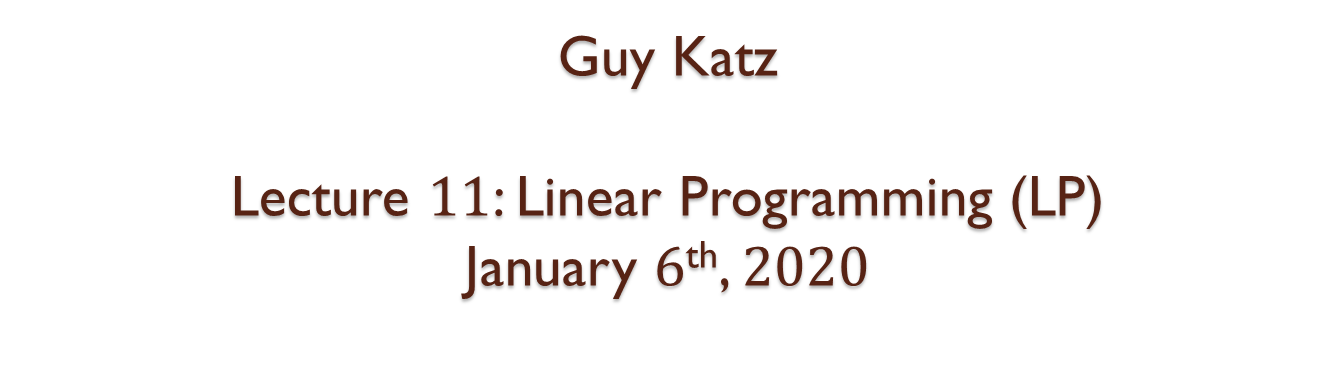 Guy Katz
Lecture 11: Linear Programming (LP)
January 6th, 2020